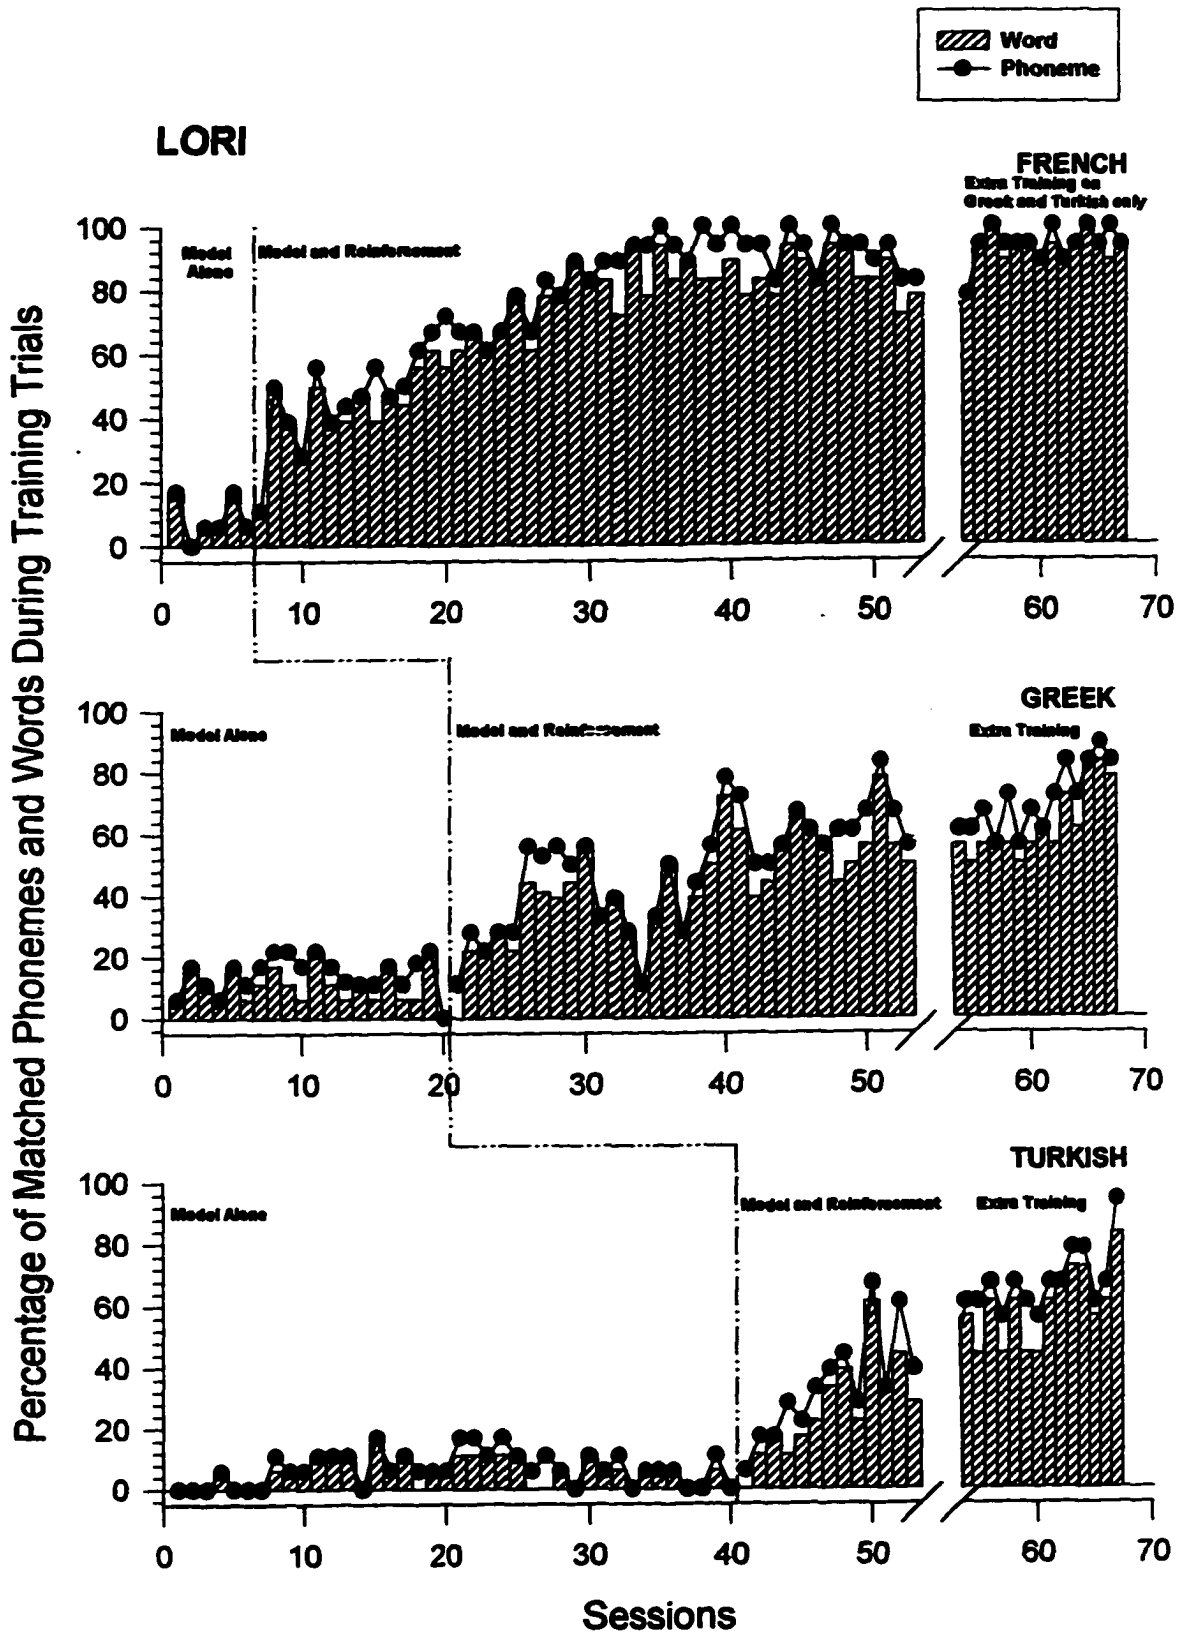 Word
Phoneme
LORI
FRENCH
Extra Training on
Greek and Turkish only
Model
Alone
Model and Reinforcement
100
80
60
40
20
0
0 10 20 30 40 50 60 70
GREEK
Model Alone
Model and Reinforcement
Extra Training
100
80
60
40
20
0
0 10 20 30 40 50 60 70
TURKISH
Model Alone
Model and Reinforcement
Extra Training
100
80
60
40
20
0
0 10 20 30 40 50 60 70
Sessions
Percentage of Matched Phonemes and Words During Training Trials